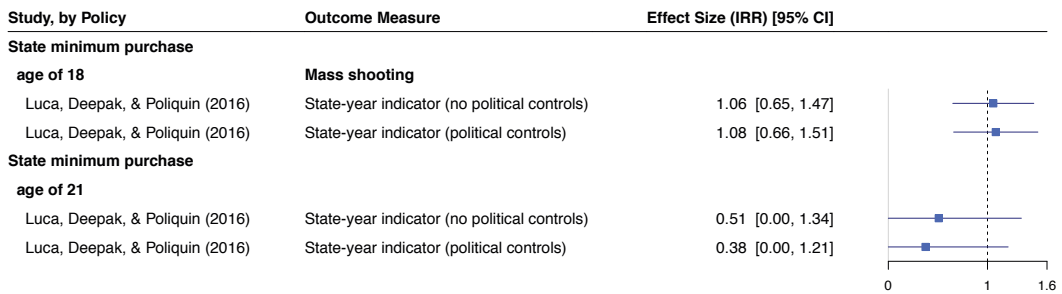 Study, by Policy Outcome Measure Effect Size (IRR) [95% CI]
State minimum purchase
age of 18 Mass shooting
Luca, Deepak, & Poliquin (2016) State-year indicator (no political controls) 1.06 [0.65, 1.47]
Luca, Deepak, & Poliquin (2016) State-year indicator (political controls) 1.08 [0.66, 1.51]
State minimum purchase
age of 21
Luca, Deepak, & Poliquin (2016) State-year indicator (no political controls) 0.51 [0.00, 1.34]
Luca, Deepak, & Poliquin (2016) State-year indicator (political controls) 0.38 [0.00, 1.21]
0 1 1.6